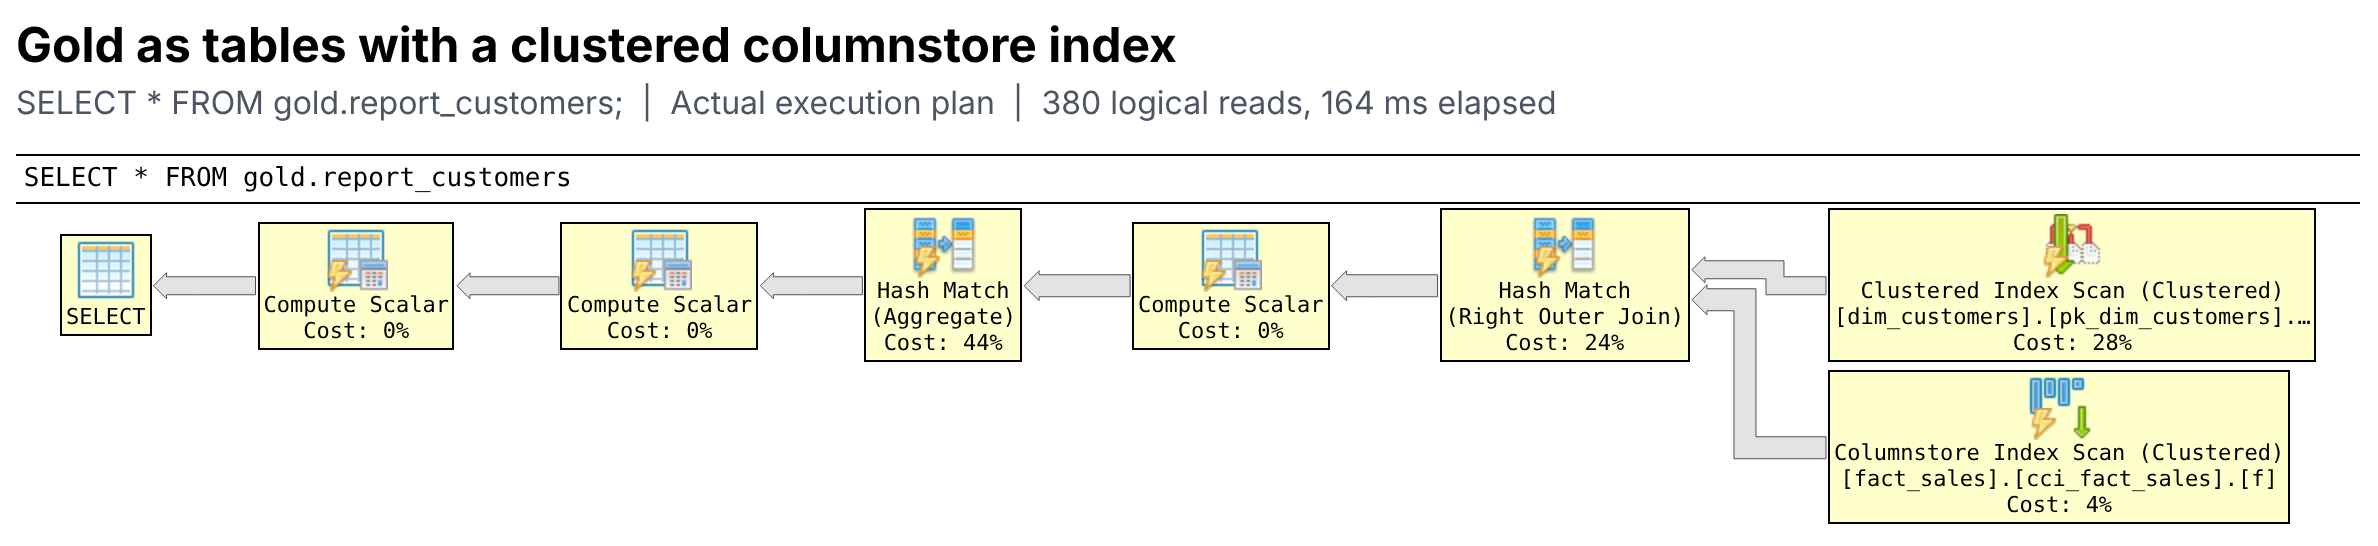 Gold as tables with a clustered columnstore index
SELECT * FROM gold.report_customers; | Actual execution plan | 380 logical reads, 164 ms elapsed
SELECT * FROM gold.report_customers
SELECT
Compute Scalar
Cost: 0%
Compute Scalar
Cost: 0%
Hash Match
(Aggregate)
Cost: 44%
Compute Scalar
Cost: 0%
Hash Match
(Right Outer Join)
Cost: 24%
Clustered Index Scan (Clustered)
[dim_customers].[pk_dim_customers].…
Cost: 28%
Columnstore Index Scan (Clustered)
[fact_sales].[cci_fact_sales].[f]
Cost: 4%